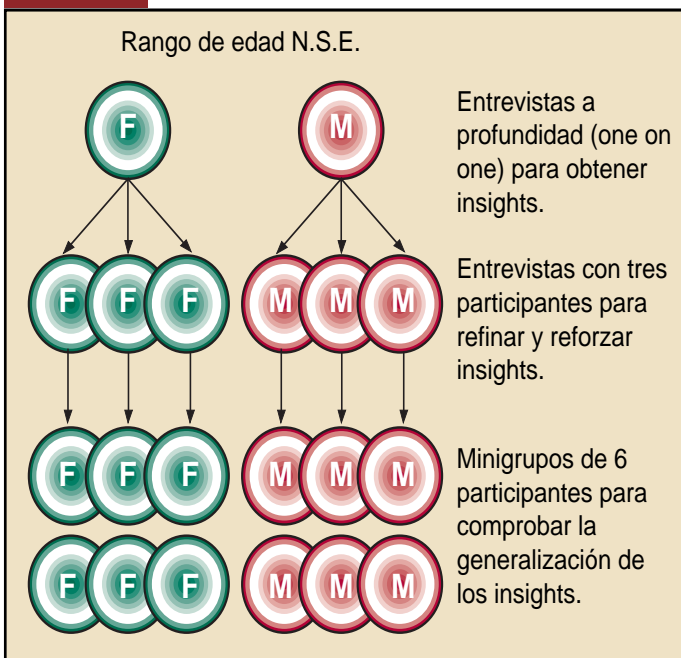 Rango de edad N.S.E.
F M
Entrevistas a
profundidad (one on
one) para obtener
insights.
F F F M M M
Entrevistas con tres
participantes para
refinar y reforzar
insights.
F F F M M M
Minigrupos de 6
participantes para
comprobar la
generalización de
los insights.
F F F M M M